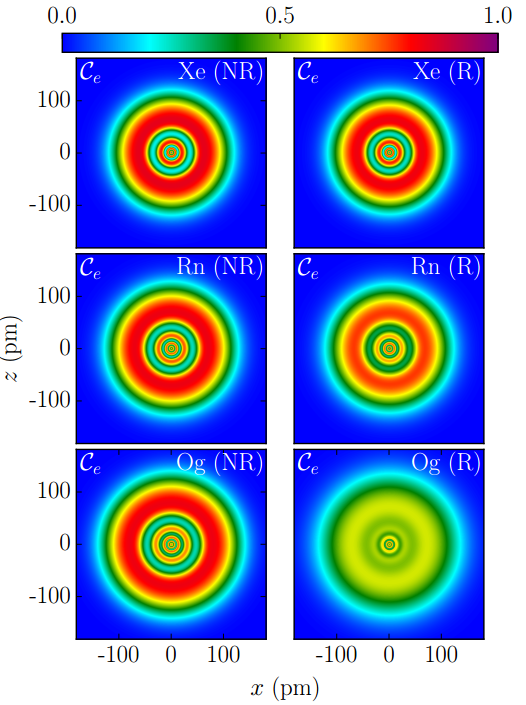 0.0 0.5 1.0
𝒞e Xe (NR) 𝒞e Xe (R)
100
0
-100
𝒞e Rn (NR) 𝒞e Rn (R)
100
0
-100
z (pm)
𝒞e Og (NR) 𝒞e Og (R)
100
0
-100
-100 0 100 -100 0 100
x (pm)